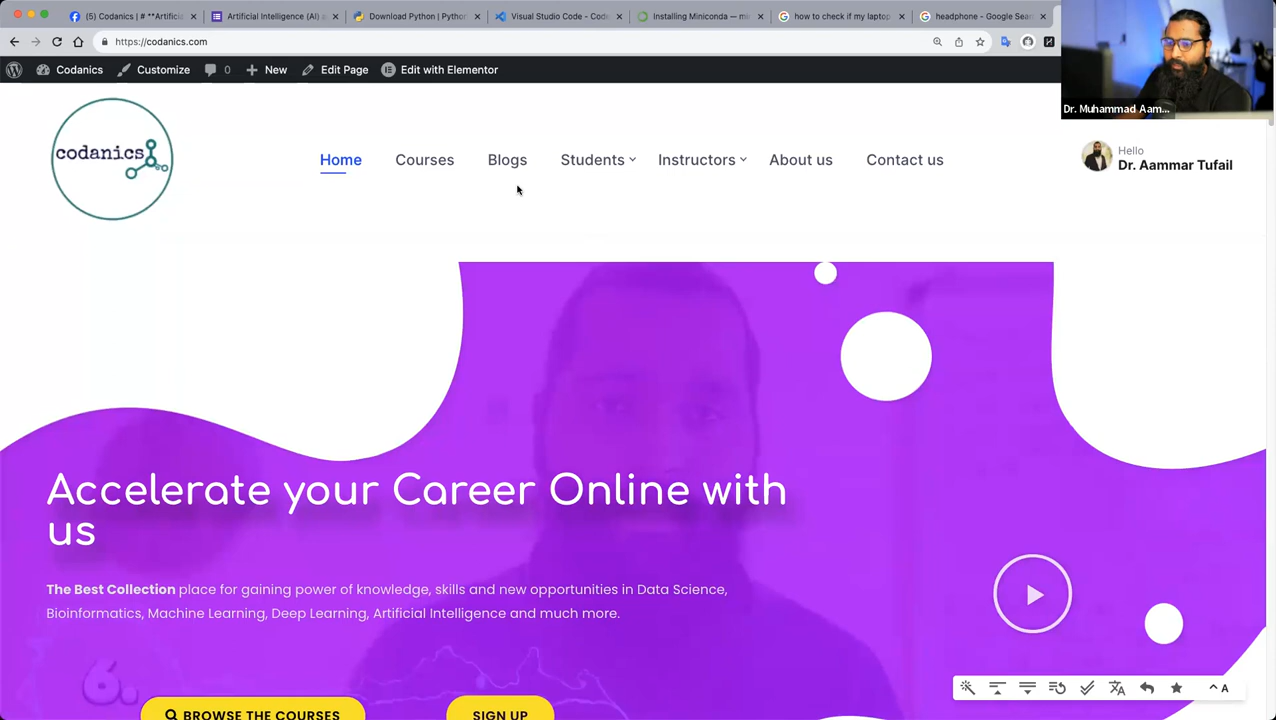 (5) Codanics | # **Artific
Artificial Intelligence (AI) a
Download Python | Python
Visual Studio Code - Code
Installing Miniconda — mi
how to check if my laptop
headphone - Google Sear
https://codanics.com
Codanics
Customize
0
New
Edit Page
Edit with Elementor
Dr. Muhammad Aam...
codanics
Home
Courses
Blogs
Students
Instructors
About us
Contact us
Hello
Dr. Aammar Tufail
Accelerate your Career Online with
us
The Best Collection place for gaining power of knowledge, skills and new opportunities in Data Science,
Bioinformatics, Machine Learning, Deep Learning, Artificial Intelligence and much more.
6.
BROWSE THE COURSES
SIGN UP
A